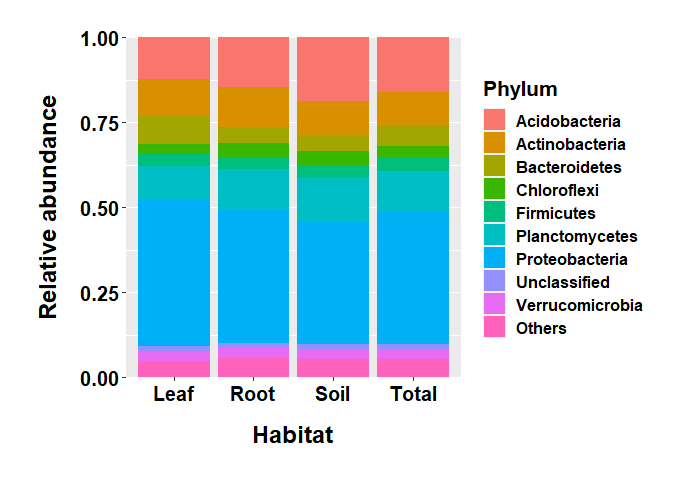 Relative abundance
1.00
0.75
0.50
0.25
0.00
Leaf Root Soil Total
Habitat
Phylum
Acidobacteria
Actinobacteria
Bacteroidetes
Chloroflexi
Firmicutes
Planctomycetes
Proteobacteria
Unclassified
Verrucomicrobia
Others